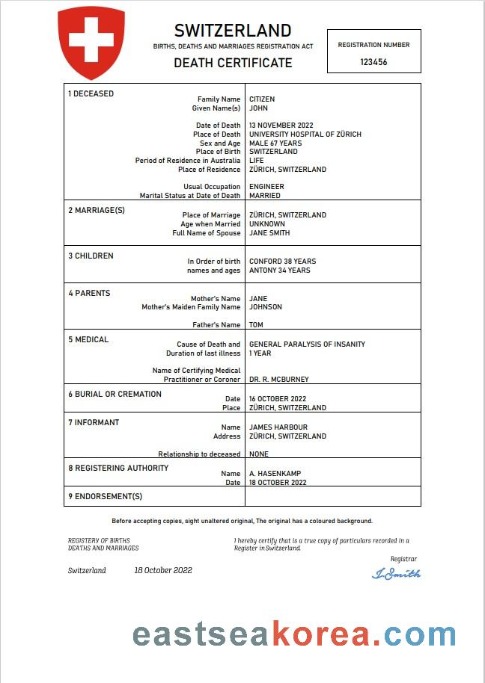 SWITZERLAND
BIRTHS, DEATHS AND MARRIAGES REGISTRATION ACT
DEATH CERTIFICATE
REGISTRATION NUMBER
123456
1 DECEASED
Family Name CITIZEN
Given Name(s) JOHN
Date of Death 13 NOVEMBER 2022
Place of Death UNIVERSITY HOSPITAL OF ZÜRICH
Sex and Age MALE 67 YEARS
Place of Birth SWITZERLAND
Period of Residence in Australia LIFE
Place of Residence ZÜRICH, SWITZERLAND
Usual Occupation ENGINEER
Marital Status at Date of Death MARRIED
2 MARRIAGE(S)
Place of Marriage ZÜRICH, SWITZERLAND
Age when Married UNKNOWN
Full Name of Spouse JANE SMITH
3 CHILDREN
In Order of birth CONFORD 38 YEARS
names and ages ANTONY 34 YEARS
4 PARENTS
Mother's Name JANE
Mother's Maiden Family Name JOHNSON
Father's Name TOM
5 MEDICAL
Cause of Death and GENERAL PARALYSIS OF INSANITY
Duration of last illness 1 YEAR
Name of Certifying Medical
Practitioner or Coroner DR. R. MCBURNEY
6 BURIAL OR CREMATION
Date 16 OCTOBER 2022
Place ZÜRICH, SWITZERLAND
7 INFORMANT
Name JAMES HARBOUR
Address ZÜRICH, SWITZERLAND
Relationship to deceased NONE
8 REGISTERING AUTHORITY
Name A. HASENKAMP
Date 18 OCTOBER 2022
9 ENDORSEMENT(S)
Before accepting copies, sight unaltered original, The original has a coloured background.
REGISTERY OF BIRTHS
DEATHS AND MARRIAGES
I hereby certify that is a true copy of particulars recorded in a
Register in Switzerland.
Registrar
Switzerland 18 October 2022
J.Smith
eastseakorea.com